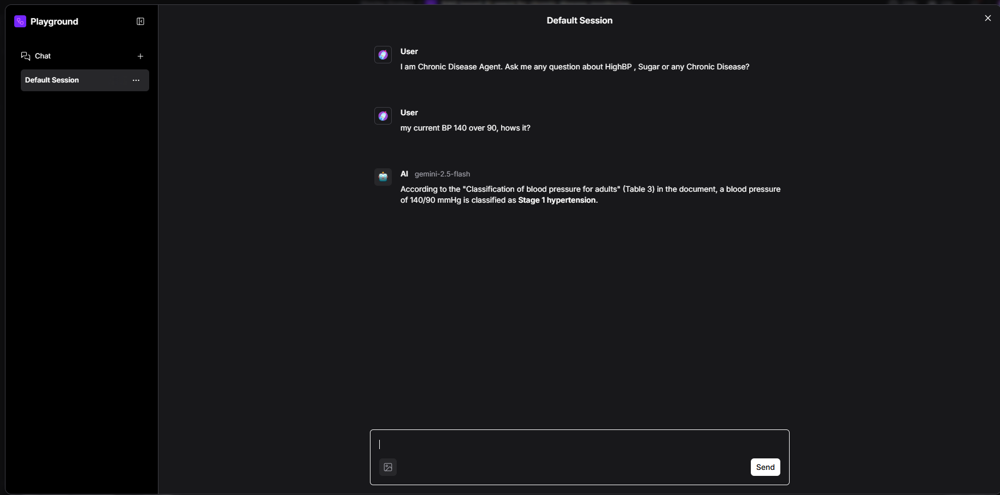 Playground
Default Session
Chat
Default Session
User
I am Chronic Disease Agent. Ask me any question about HighBP , Sugar or any Chronic Disease?
User
my current BP 140 over 90, hows it?
AI gemini-2.5-flash
According to the "Classification of blood pressure for adults" (Table 3) in the document, a blood pressure
of 140/90 mmHg is classified as Stage 1 hypertension.
Send